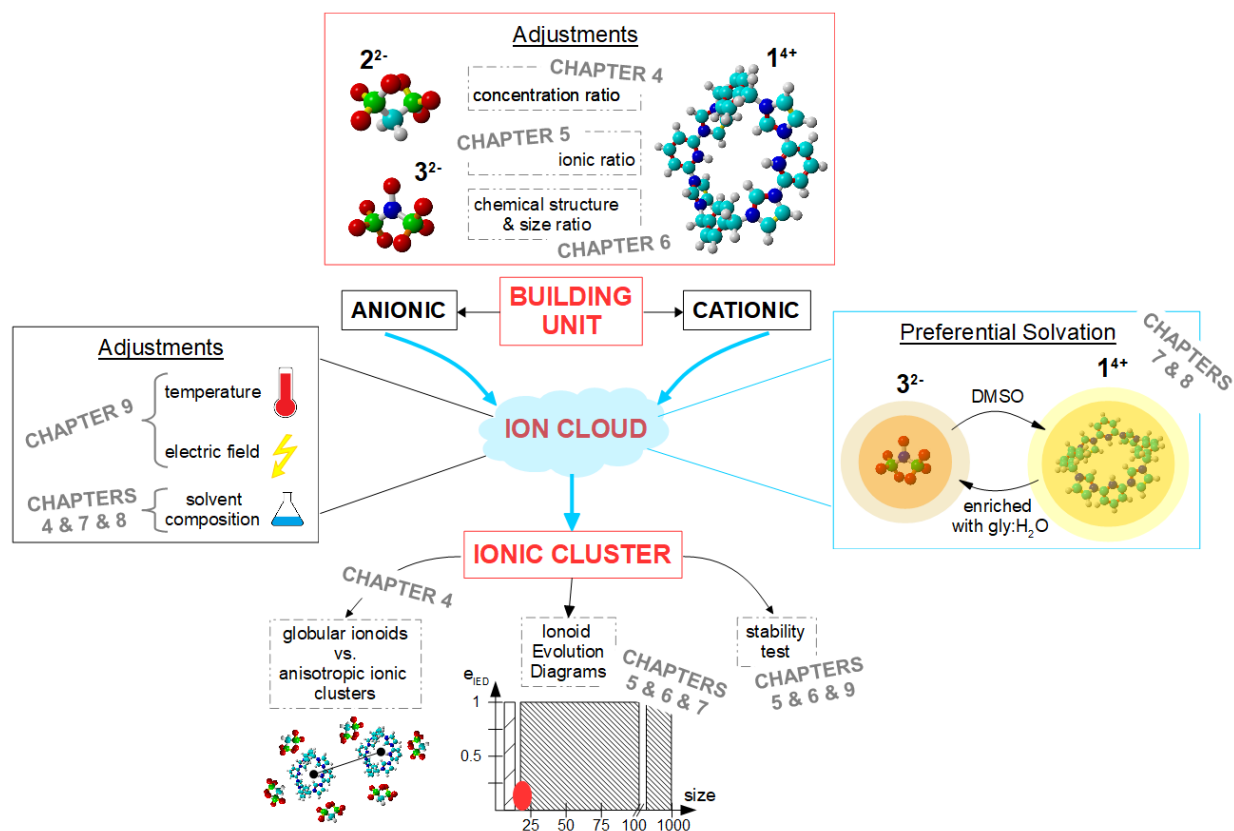 Adjustments
2²⁻
CHAPTER 4
1⁴⁺
concentration ratio
CHAPTER 5
ionic ratio
3²⁻
chemical structure
& size ratio
CHAPTER 6
ANIONIC
BUILDING
UNIT
CATIONIC
Adjustments
temperature
CHAPTER 9
electric field
CHAPTERS
4 & 7 & 8
solvent
composition
ION CLOUD
Preferential Solvation
CHAPTERS
7 & 8
3²⁻
DMSO
1⁴⁺
enriched
with gly:H₂O
IONIC CLUSTER
CHAPTER 4
globular ionoids
vs.
anisotropic ionic
clusters
Ionoid
Evolution
Diagrams
CHAPTERS
5 & 6 & 7
stability
test
CHAPTERS
5 & 6 & 9
e_IED
1
0.5
size
25 50 75 100 1000